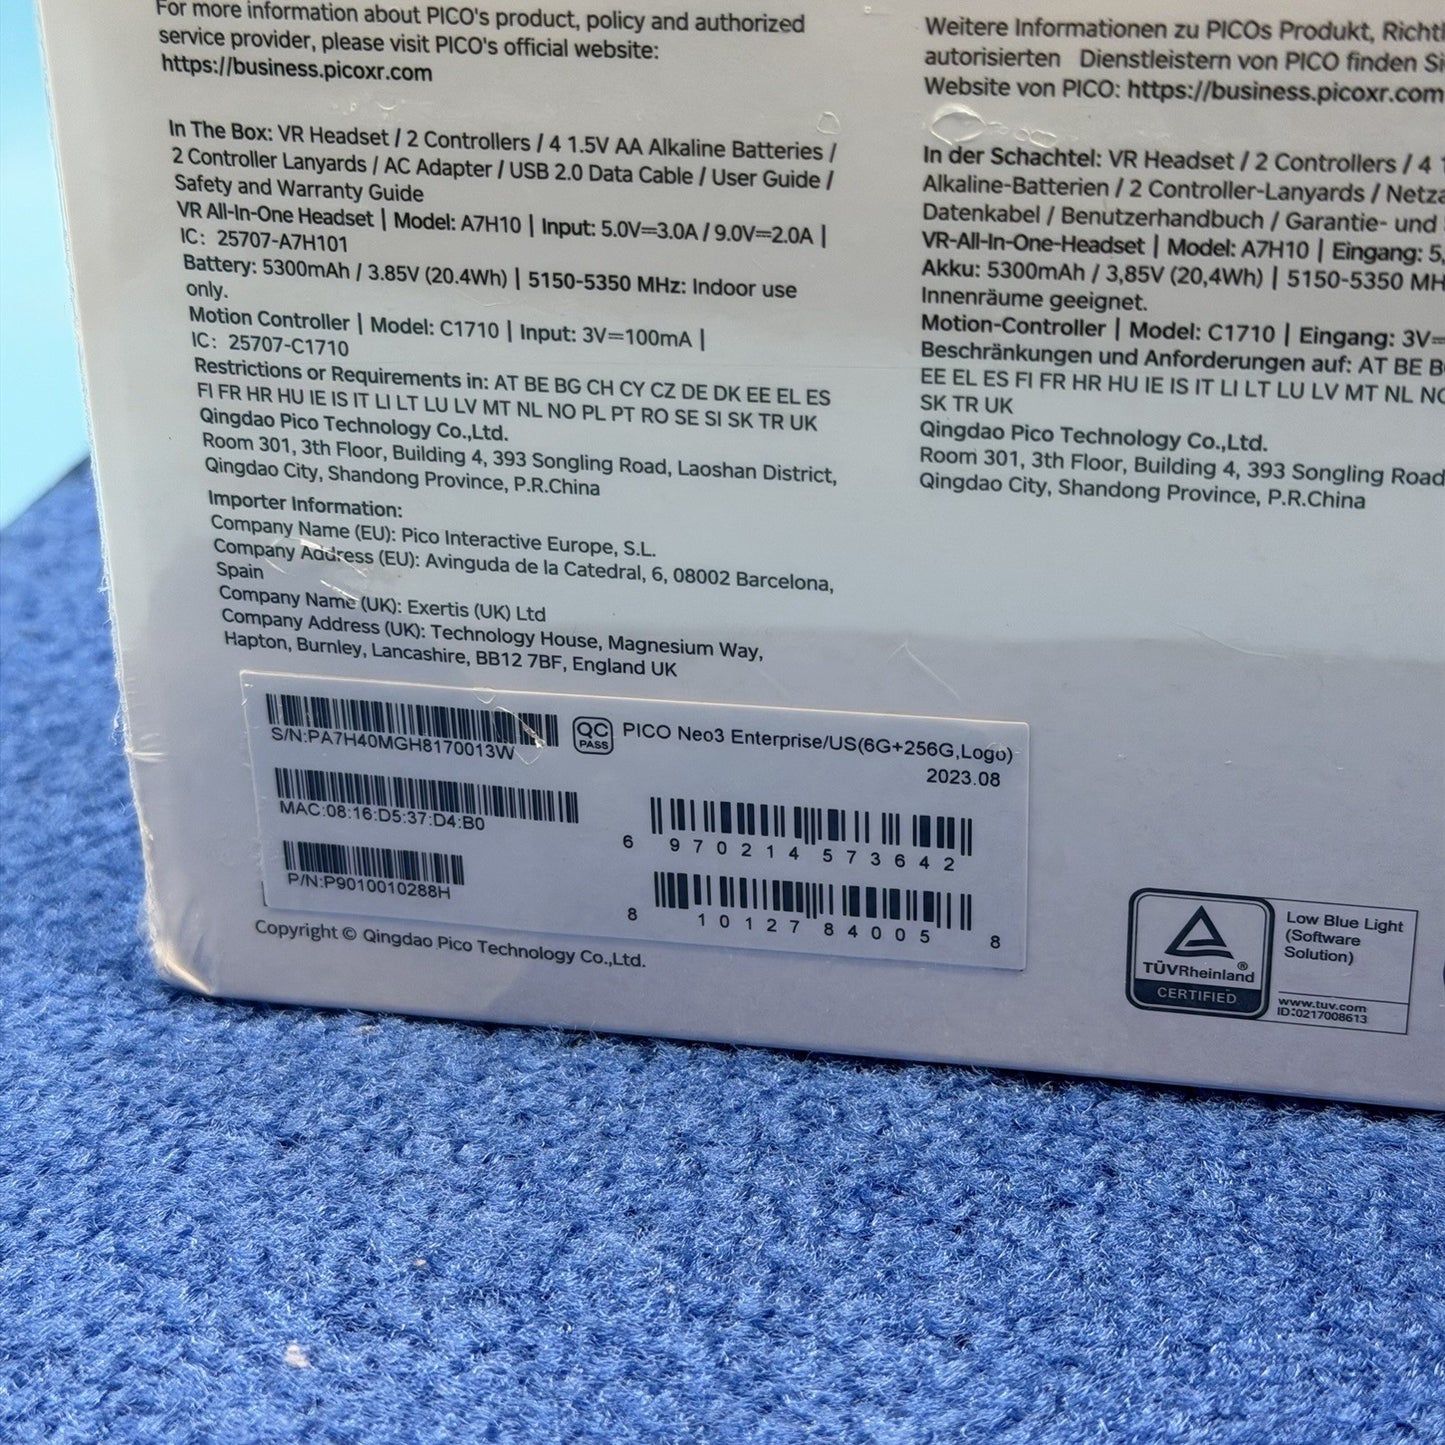 For more information about PICO's product, policy and authorized
service provider, please visit PICO's official website:
https://business.picoxr.com
In The Box: VR Headset / 2 Controllers / 4 1.5V AA Alkaline Batteries /
2 Controller Lanyards / AC Adapter / USB 2.0 Data Cable / User Guide /
Safety and Warranty Guide
VR All-In-One Headset | Model: A7H10 | Input: 5.0V⎓3.0A / 9.0V⎓2.0A |
IC: 25707-A7H101
Battery: 5300mAh / 3.85V (20.4Wh) | 5150-5350 MHz: Indoor use
only.
Motion Controller | Model: C1710 | Input: 3V⎓100mA |
IC: 25707-C1710
Restrictions or Requirements in: AT BE BG CH CY CZ DE DK EE EL ES
FI FR HR HU IE IS IT LI LT LU LV MT NL NO PL PT RO SE SI SK TR UK
Qingdao Pico Technology Co.,Ltd.
Room 301, 3th Floor, Building 4, 393 Songling Road, Laoshan District,
Qingdao City, Shandong Province, P.R.China
Importer Information:
Company Name (EU): Pico Interactive Europe, S.L.
Company Address (EU): Avinguda de la Catedral, 6, 08002 Barcelona,
Spain
Company Name (UK): Exertis (UK) Ltd
Company Address (UK): Technology House, Magnesium Way,
Hapton, Burnley, Lancashire, BB12 7BF, England UK
Weitere Informationen zu PICOs Produkt,
autorisierten Dienstleistern von PICO finden
Website von PICO: https://business.picoxr.com
In der Schachtel: VR Headset / 2 Controllers / 4
Alkaline-Batterien / 2 Controller-Lanyards /
Datenkabel / Benutzerhandbuch / Garantie- und
VR-All-In-One-Headset | Model: A7H10 | Eingang: 5,
Akku: 5300mAh / 3,85V (20,4Wh) | 5150-5350
Innenräume geeignet.
Motion-Controller | Model: C1710 | Eingang: 3V⎓
Beschränkungen und Anforderungen auf: AT BE
EE EL ES FI FR HR HU IE IS IT LI LT LU LV MT NL
SK TR UK
Qingdao Pico Technology Co.,Ltd.
Room 301, 3th Floor, Building 4, 393 Songling Road
Qingdao City, Shandong Province, P.R.China
S/N:PA7H40MGH8170013W
QC
PASS
PICO Neo3 Enterprise/US(6G+256G,Logo)
2023.08
MAC:08:16:D5:37:D4:B0
6 970214 573642
P/N:P9010010288H
8 10127 84005 8
Copyright © Qingdao Pico Technology Co.,Ltd.
TÜVRheinland®
CERTIFIED
Low Blue Light
(Software
Solution)
www.tuv.com
ID:0217008613